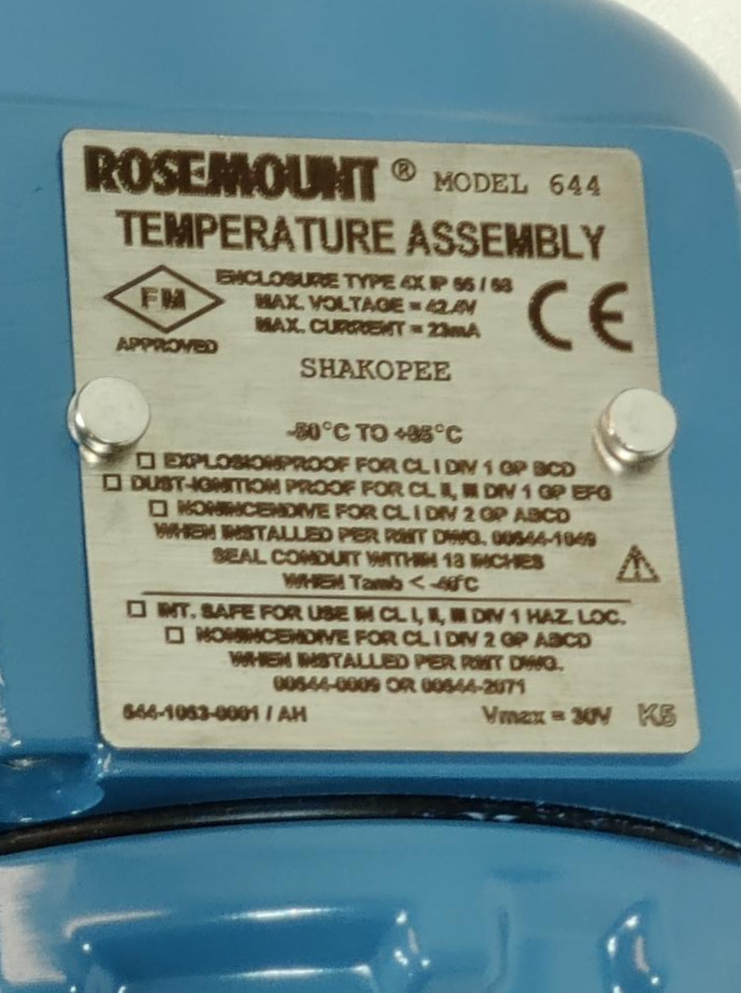 ROSEMOUNT ® MODEL 644
TEMPERATURE ASSEMBLY
FM
APPROVED
ENCLOSURE TYPE 4X IP 66 / 68
MAX. VOLTAGE = 42.4V
MAX. CURRENT = 23mA
CE
SHAKOPEE
-50°C TO +85°C
☐ EXPLOSIONPROOF FOR CL I DIV 1 GP BCD
☐ DUST-IGNITION PROOF FOR CL II, III DIV 1 GP EFG
☐ NONINCENDIVE FOR CL I DIV 2 GP ABCD
WHEN INSTALLED PER RMT DWG. 00644-1049
SEAL CONDUIT WITHIN 18 INCHES
WHEN Tamb < -40°C
☐ INT. SAFE FOR USE IN CL I, II, III DIV 1 HAZ. LOC.
☐ NONINCENDIVE FOR CL I DIV 2 GP ABCD
WHEN INSTALLED PER RMT DWG.
00644-0009 OR 00644-2071
644-1053-0001 / AH Vmax = 30V K5